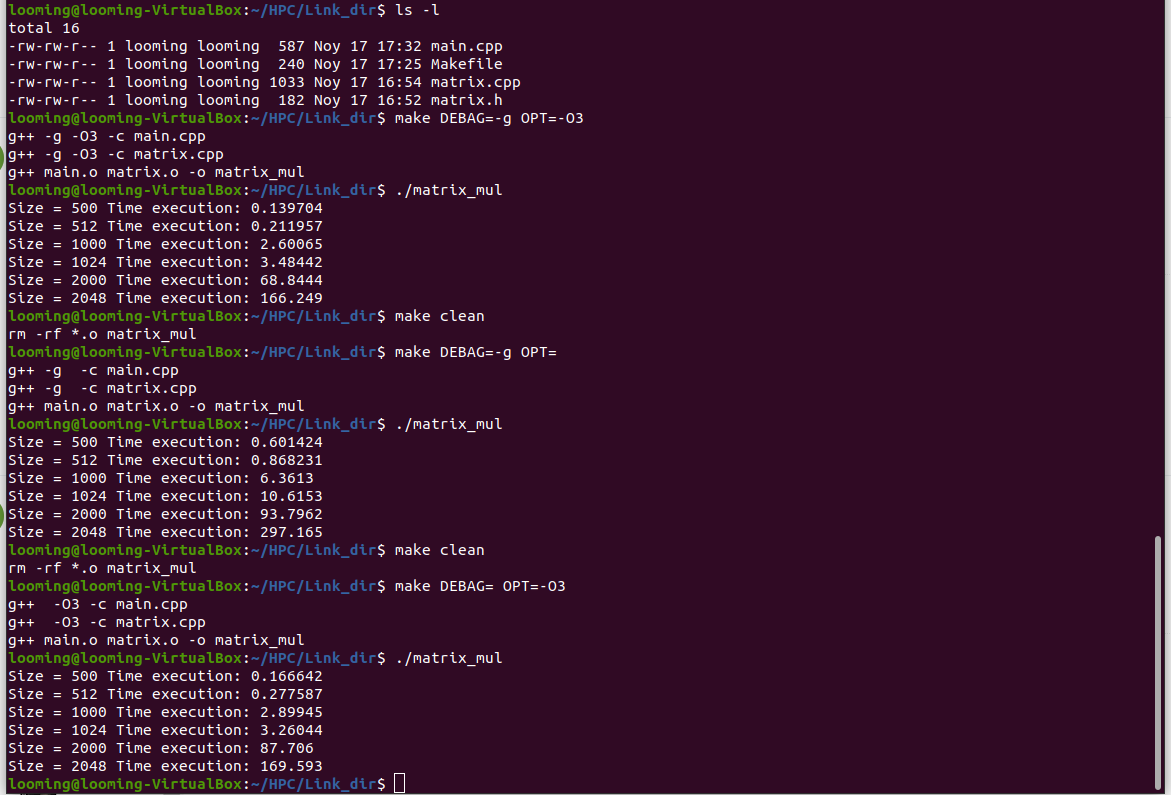 looming@looming-VirtualBox:~/HPC/Link_dir$ ls -l
total 16
-rw-rw-r-- 1 looming looming  587 Noy 17 17:32 main.cpp
-rw-rw-r-- 1 looming looming  240 Noy 17 17:25 Makefile
-rw-rw-r-- 1 looming looming 1033 Noy 17 16:54 matrix.cpp
-rw-rw-r-- 1 looming looming  182 Noy 17 16:52 matrix.h
looming@looming-VirtualBox:~/HPC/Link_dir$ make DEBAG=-g OPT=-O3
g++ -g -O3 -c main.cpp
g++ -g -O3 -c matrix.cpp
g++ main.o matrix.o -o matrix_mul
looming@looming-VirtualBox:~/HPC/Link_dir$ ./matrix_mul
Size = 500 Time execution: 0.139704
Size = 512 Time execution: 0.211957
Size = 1000 Time execution: 2.60065
Size = 1024 Time execution: 3.48442
Size = 2000 Time execution: 68.8444
Size = 2048 Time execution: 166.249
looming@looming-VirtualBox:~/HPC/Link_dir$ make clean
rm -rf *.o matrix_mul
looming@looming-VirtualBox:~/HPC/Link_dir$ make DEBAG=-g OPT=
g++ -g  -c main.cpp
g++ -g  -c matrix.cpp
g++ main.o matrix.o -o matrix_mul
looming@looming-VirtualBox:~/HPC/Link_dir$ ./matrix_mul
Size = 500 Time execution: 0.601424
Size = 512 Time execution: 0.868231
Size = 1000 Time execution: 6.3613
Size = 1024 Time execution: 10.6153
Size = 2000 Time execution: 93.7962
Size = 2048 Time execution: 297.165
looming@looming-VirtualBox:~/HPC/Link_dir$ make clean
rm -rf *.o matrix_mul
looming@looming-VirtualBox:~/HPC/Link_dir$ make DEBAG= OPT=-O3
g++  -O3 -c main.cpp
g++  -O3 -c matrix.cpp
g++ main.o matrix.o -o matrix_mul
looming@looming-VirtualBox:~/HPC/Link_dir$ ./matrix_mul
Size = 500 Time execution: 0.166642
Size = 512 Time execution: 0.277587
Size = 1000 Time execution: 2.89945
Size = 1024 Time execution: 3.26044
Size = 2000 Time execution: 87.706
Size = 2048 Time execution: 169.593
looming@looming-VirtualBox:~/HPC/Link_dir$